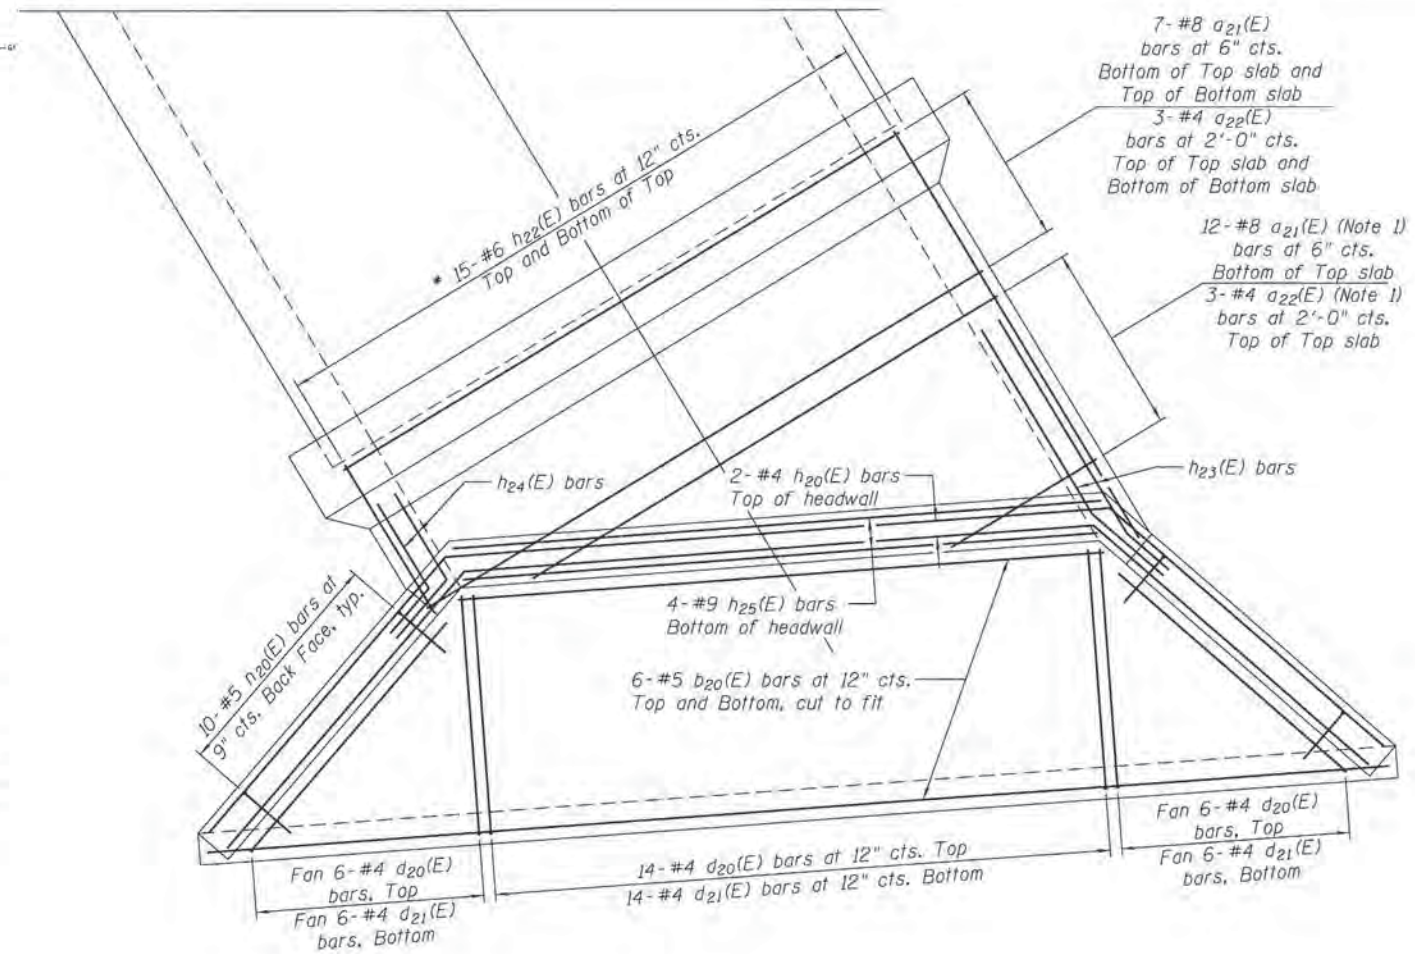 7- #8 a21(E)
bars at 6" cts.
Bottom of Top slab and
Top of Bottom slab
3- #4 a22(E)
bars at 2'-0" cts.
Top of Top slab and
Bottom of Bottom slab
12- #8 a21(E) (Note 1)
bars at 6" cts.
Bottom of Top slab
3- #4 a22(E) (Note 1)
bars at 2'-0" cts.
Top of Top slab
* 15- #6 h22(E) bars at 12" cts.
Top and Bottom of Top
h24(E) bars
2- #4 h20(E) bars
Top of headwall
h23(E) bars
4- #9 h25(E) bars
Bottom of headwall
10- #5 h20(E) bars at
9" cts. Back Face, typ.
6- #5 b20(E) bars at 12" cts.
Top and Bottom, cut to fit
Fan 6- #4 d20(E)
bars, Top
Fan 6- #4 d21(E)
bars, Bottom
14- #4 d20(E) bars at 12" cts. Top
14- #4 d21(E) bars at 12" cts. Bottom
Fan 6- #4 d20(E)
bars, Top
Fan 6- #4 d21(E)
bars, Bottom